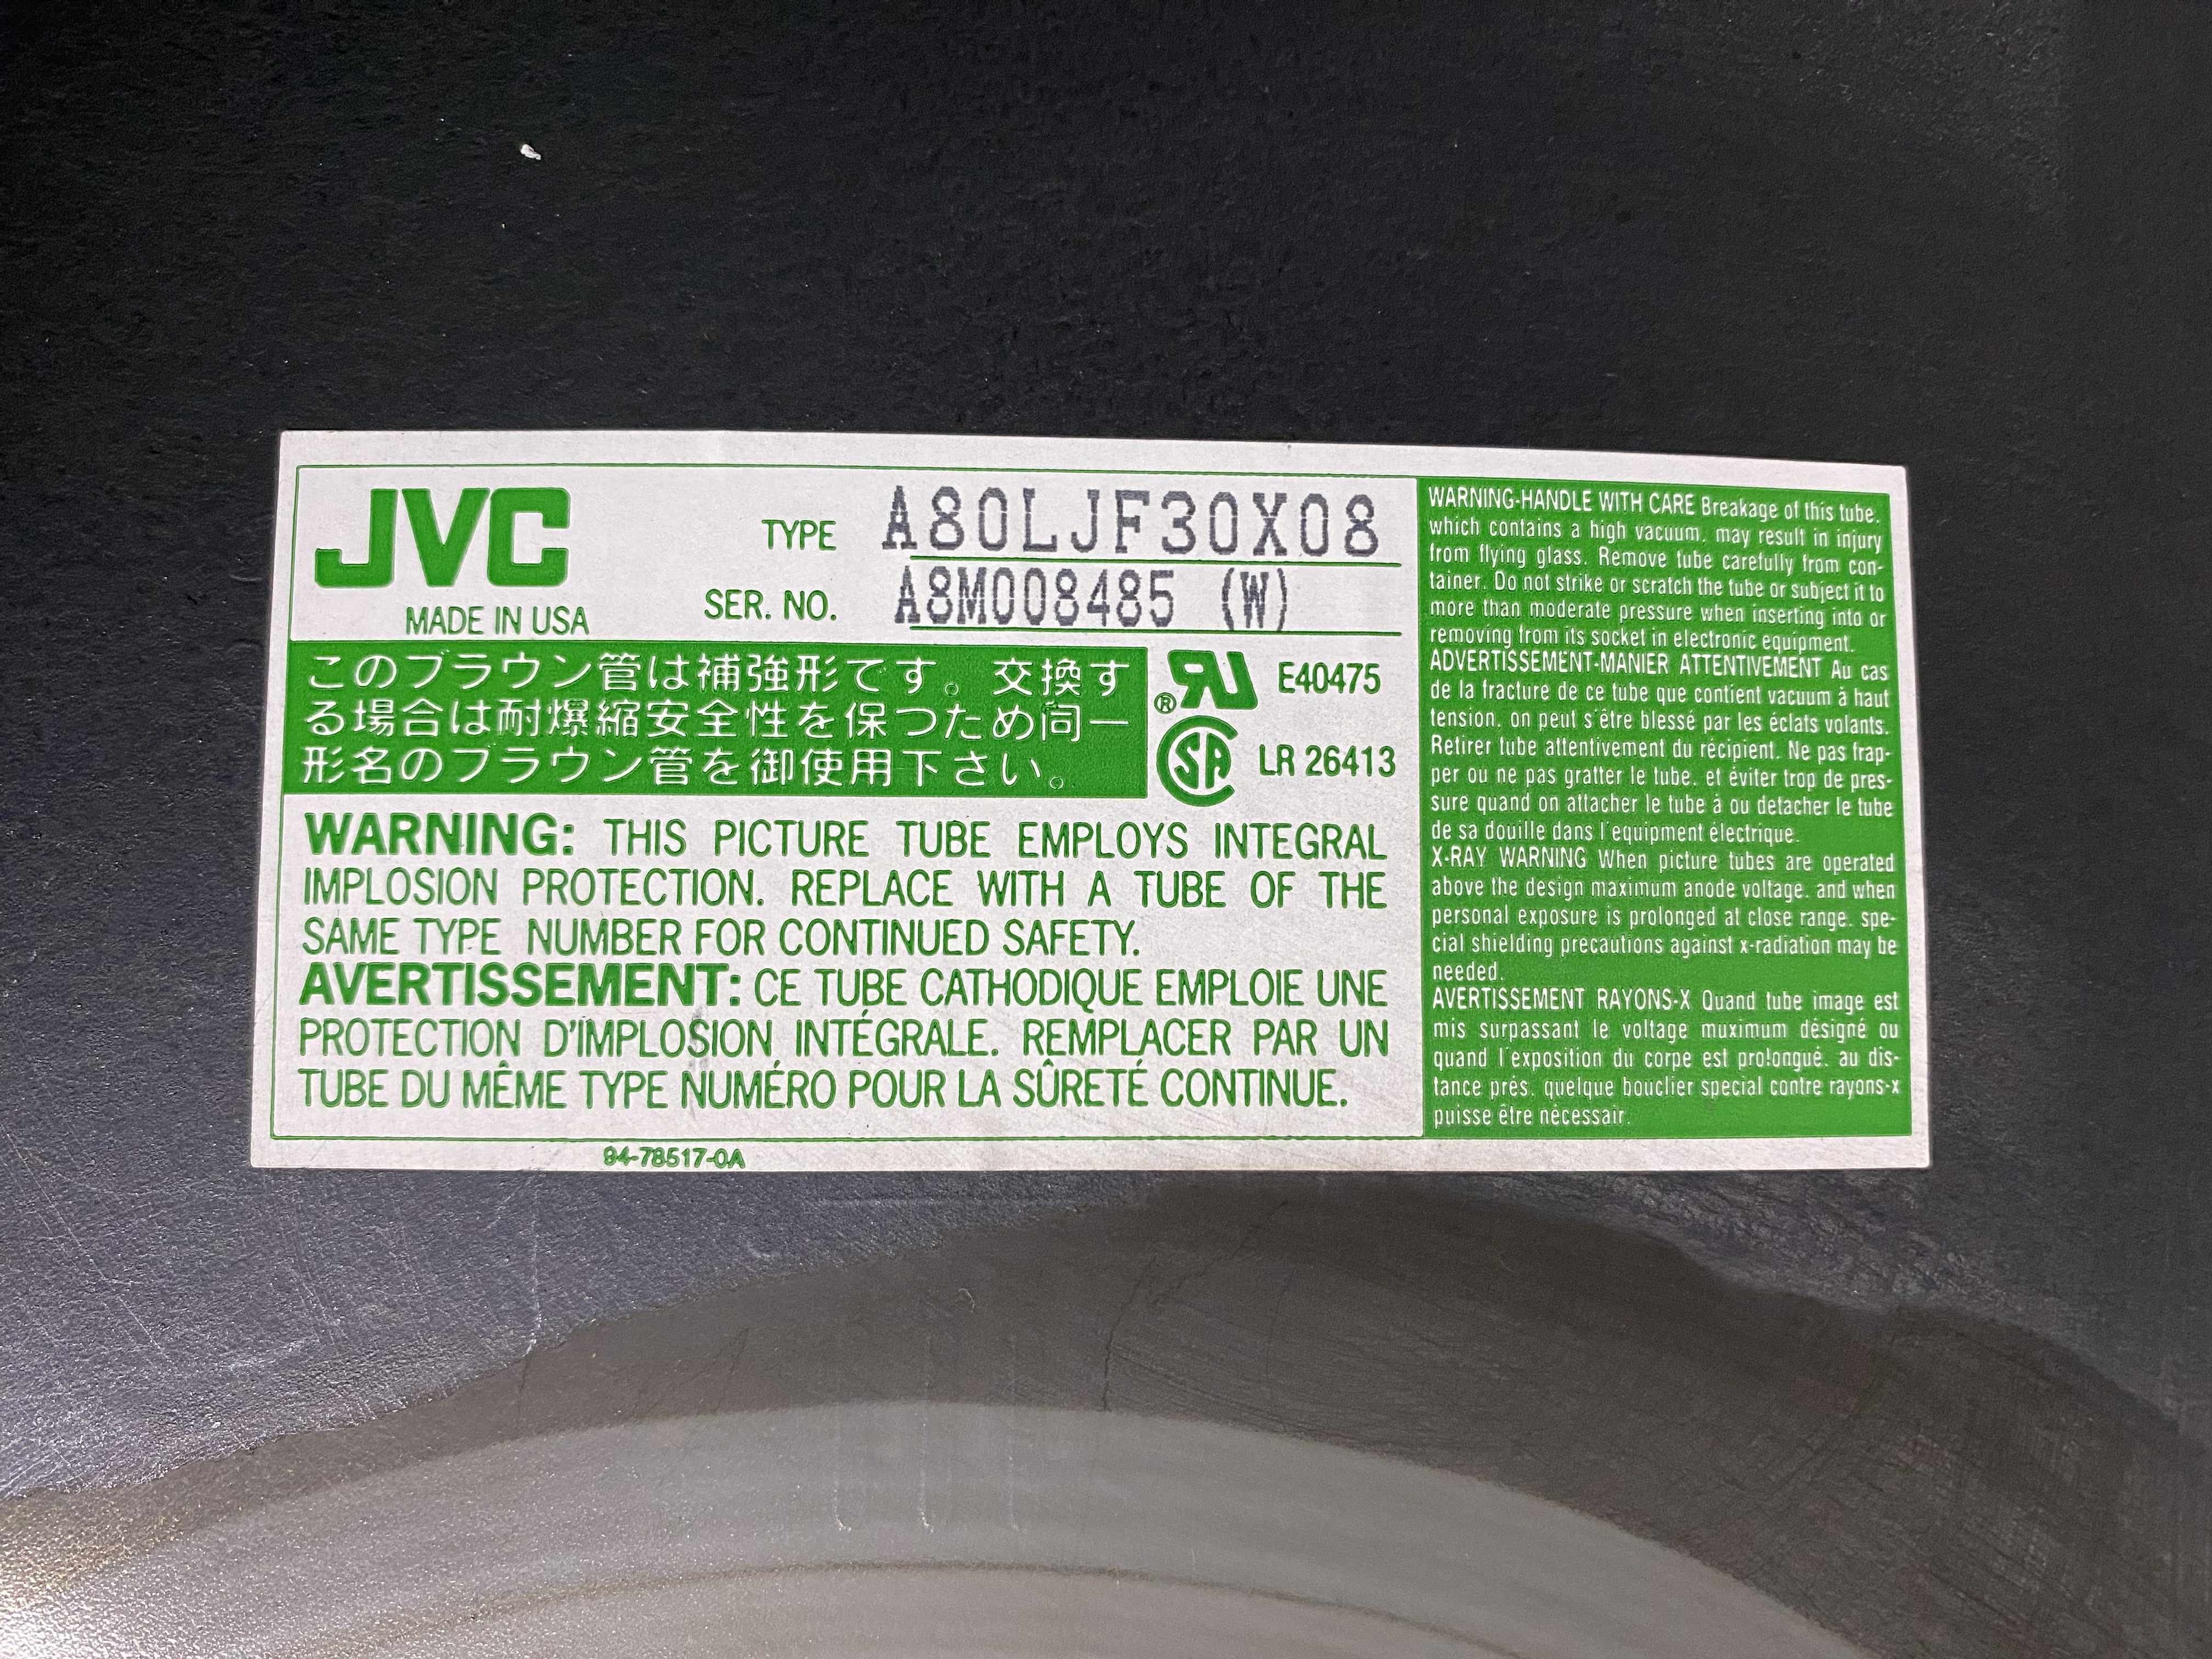 JVC
MADE IN USA
TYPE A80LJF30X08
SER. NO. A8M008485 (W)
このブラウン管は補強形です。交換す
る場合は耐爆縮安全性を保つため同一
形名のブラウン管を御使用下さい。
® RU E40475
SA LR 26413
WARNING: THIS PICTURE TUBE EMPLOYS INTEGRAL
IMPLOSION PROTECTION. REPLACE WITH A TUBE OF THE
SAME TYPE NUMBER FOR CONTINUED SAFETY.
AVERTISSEMENT: CE TUBE CATHODIQUE EMPLOIE UNE
PROTECTION D'IMPLOSION INTÉGRALE. REMPLACER PAR UN
TUBE DU MÊME TYPE NUMÉRO POUR LA SÛRETÉ CONTINUE.
94-78517-0A
WARNING-HANDLE WITH CARE Breakage of this tube,
which contains a high vacuum, may result in injury
from flying glass. Remove tube carefully from con-
tainer. Do not strike or scratch the tube or subject it to
more than moderate pressure when inserting into or
removing from its socket in electronic equipment.
ADVERTISSEMENT-MANIER ATTENTIVEMENT Au cas
de la fracture de ce tube que contient vacuum à haut
tension, on peut s'être blessé par les éclats volants.
Retirer tube attentivement du récipient. Ne pas frap-
per ou ne pas gratter le tube, et éviter trop de pres-
sure quand on attacher le tube à ou detacher le tube
de sa douille dans l'equipment électrique.
X-RAY WARNING When picture tubes are operated
above the design maximum anode voltage, and when
personal exposure is prolonged at close range, spe-
cial shielding precautions against x-radiation may be
needed.
AVERTISSEMENT RAYONS-X Quand tube image est
mis surpassant le voltage muximum désigné ou
quand l'exposition du corpe est prolongué, au dis-
tance prés, quelque bouclier special contre rayons-x
puisse être nécessair.